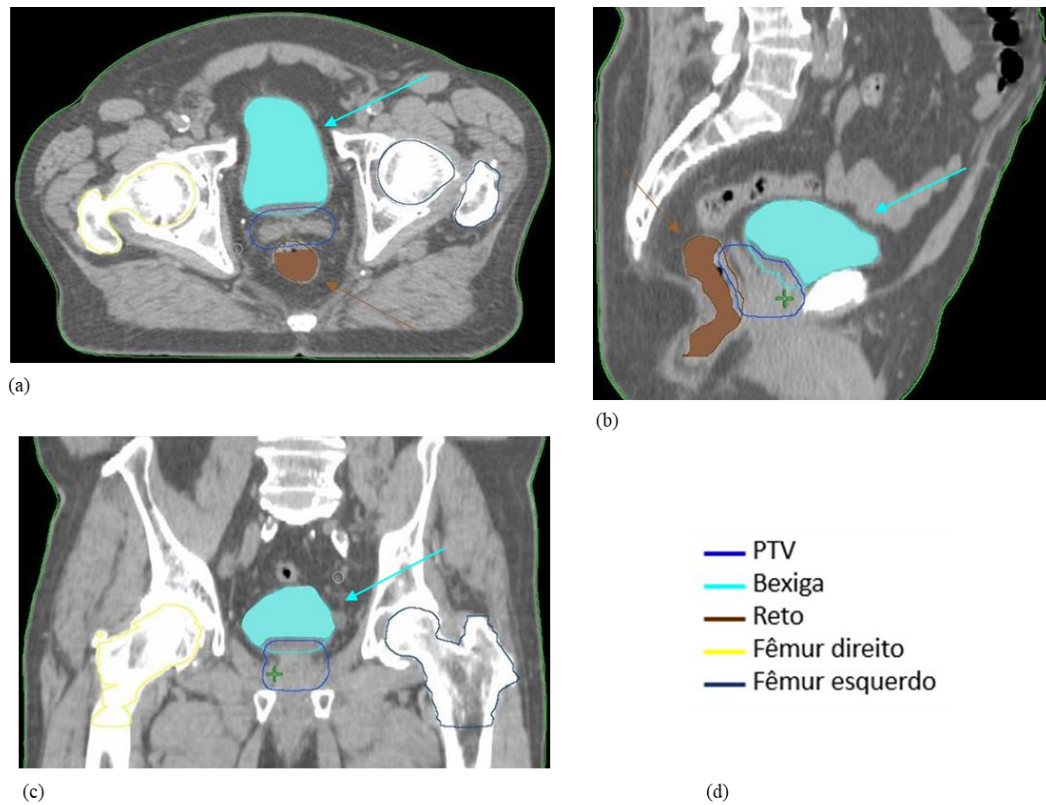 (a)
(b)
PTV
Bexiga
Reto
Fêmur direito
Fêmur esquerdo
(c)
(d)